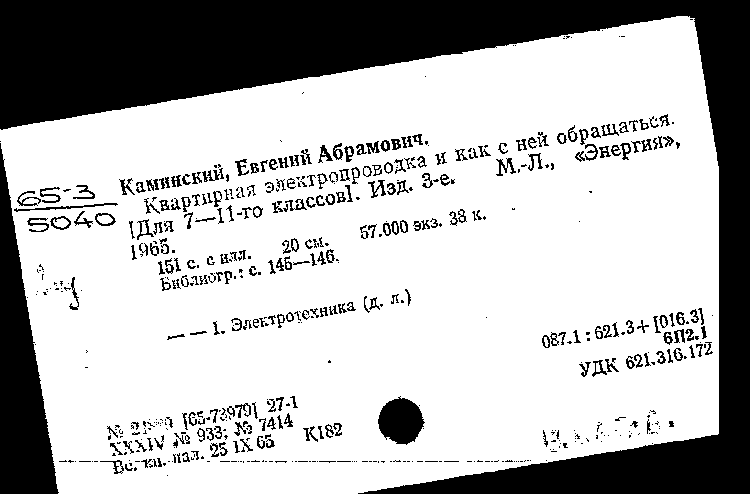 Каминский, Евгений Абрамович.
65-3
5040
Квартирная электропроводка и как с ней обращаться.
[Для 7—11-го классов]. Изд. 3-е. М.-Л., «Энергия»,
1965.
151 с. с илл. 20 см. 57.000 экз. 38 к.
Библиогр.: с. 145—146.
— — 1. Электротехника (д. л.)
087.1 : 621.3 + [016.3]
6П2.1
УДК 621.316.172
№ [65-73979] 27-1
XXXIV № 933; № 7414
Вс. кн. пал. 25 IX 65 К182